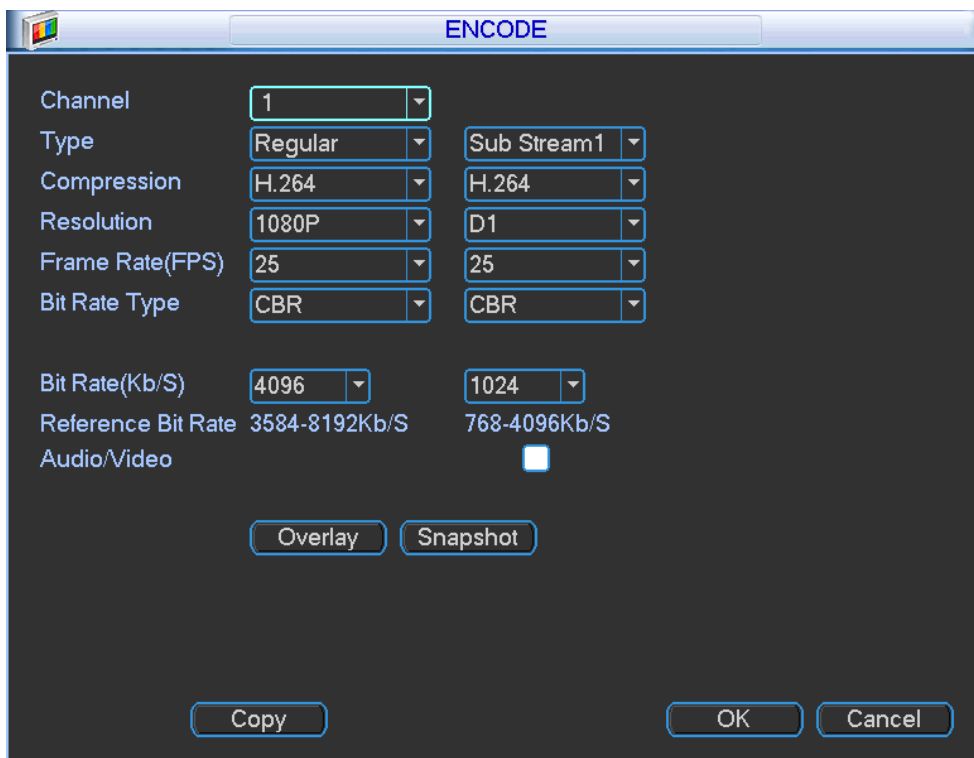 ENCODE
Channel 1
Type Regular Sub Stream1
Compression H.264 H.264
Resolution 1080P D1
Frame Rate(FPS) 25 25
Bit Rate Type CBR CBR
Bit Rate(Kb/S) 4096 1024
Reference Bit Rate 3584-8192Kb/S 768-4096Kb/S
Audio/Video
Overlay Snapshot
Copy OK Cancel